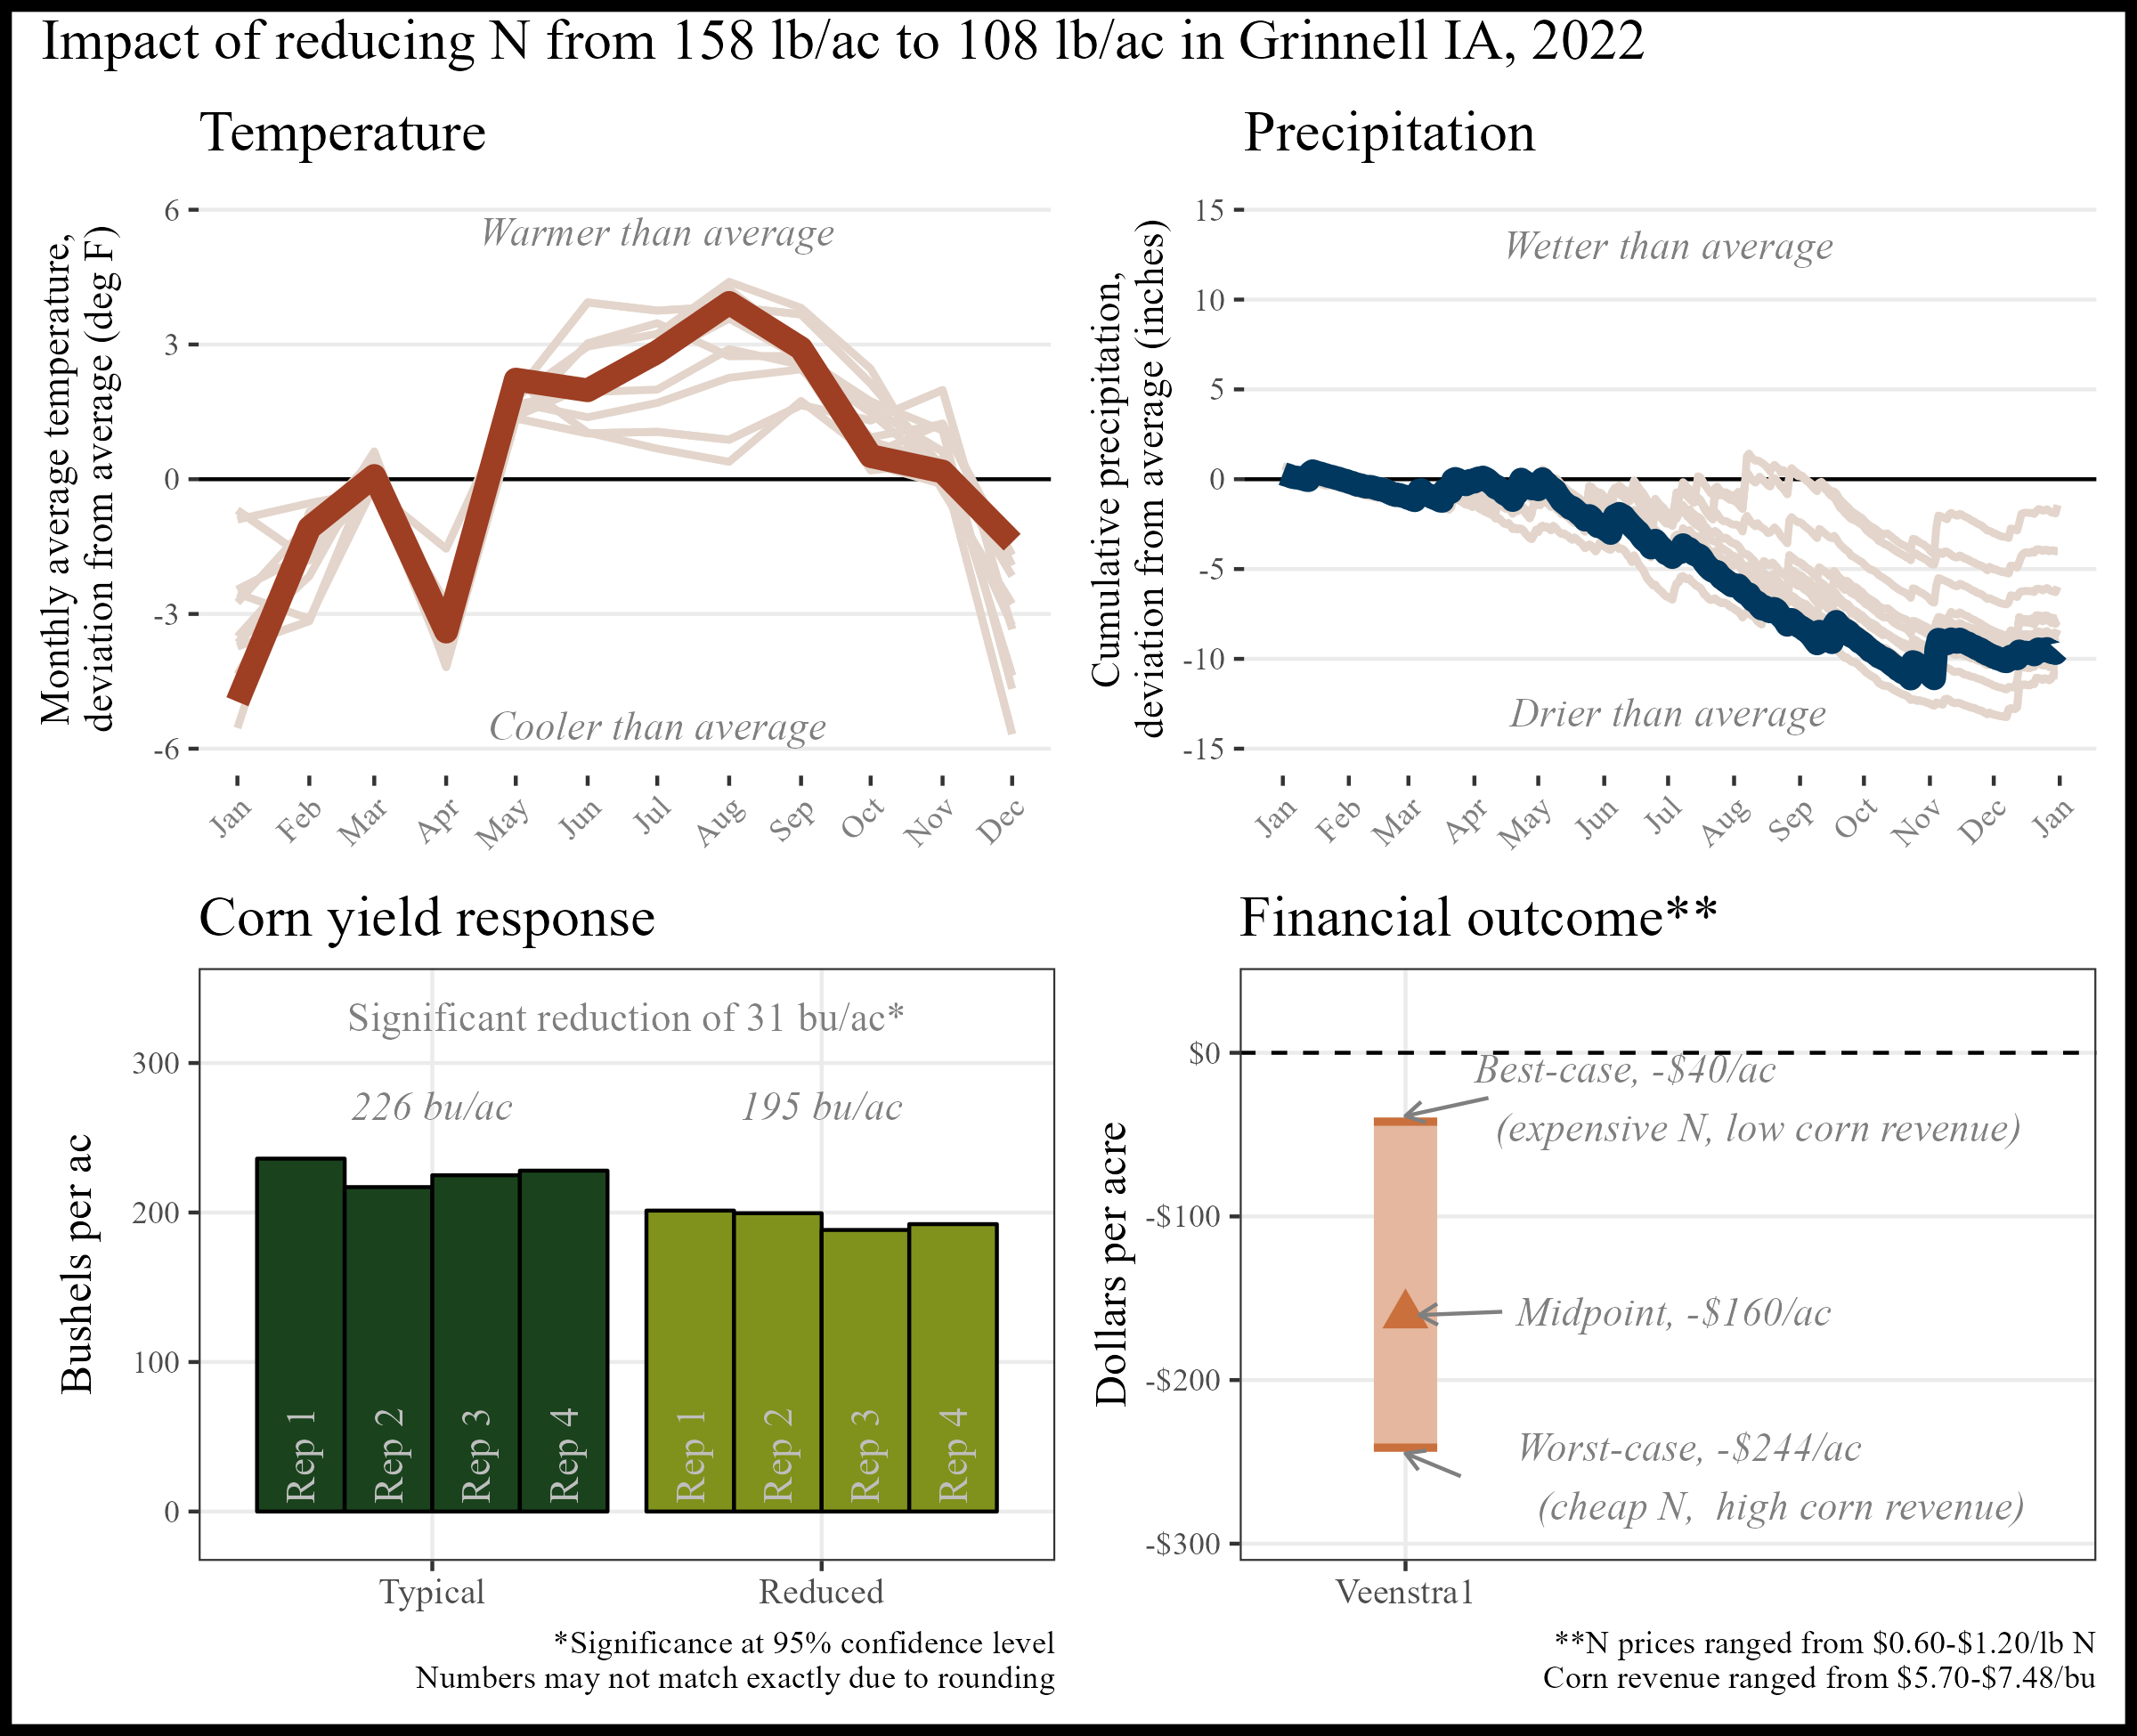 Impact of reducing N from 158 lb/ac to 108 lb/ac in Grinnell IA, 2022
Temperature
Monthly average temperature,
deviation from average (deg F)
6
3
0
-3
-6
Warmer than average
Cooler than average
Jan
Feb
Mar
Apr
May
Jun
Jul
Aug
Sep
Oct
Nov
Dec
Precipitation
Cumulative precipitation,
deviation from average (inches)
15
10
5
0
-5
-10
-15
Wetter than average
Drier than average
Jan
Feb
Mar
Apr
May
Jun
Jul
Aug
Sep
Oct
Nov
Dec
Jan
Corn yield response
Bushels per ac
300
200
100
0
Significant reduction of 31 bu/ac*
226 bu/ac
195 bu/ac
Rep 1
Rep 2
Rep 3
Rep 4
Rep 1
Rep 2
Rep 3
Rep 4
Typical
Reduced
*Significance at 95% confidence level
Numbers may not match exactly due to rounding
Financial outcome**
Dollars per acre
$0
-$100
-$200
-$300
Best-case, -$40/ac
(expensive N, low corn revenue)
Midpoint, -$160/ac
Worst-case, -$244/ac
(cheap N,  high corn revenue)
Veenstra1
**N prices ranged from $0.60-$1.20/lb N
Corn revenue ranged from $5.70-$7.48/bu